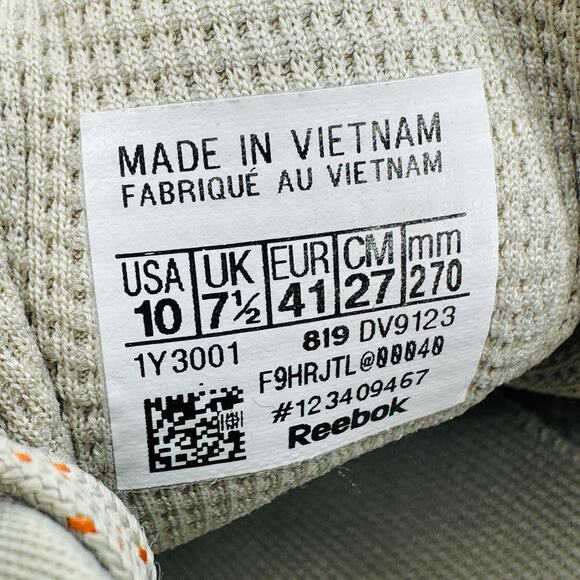 MADE IN VIETNAM
FABRIQUÉ AU VIETNAM
USA UK EUR CM mm
10 7½ 41 27 270
1Y3001 819 DV9123
F9HRJTL@00040
#123409467
Reebok